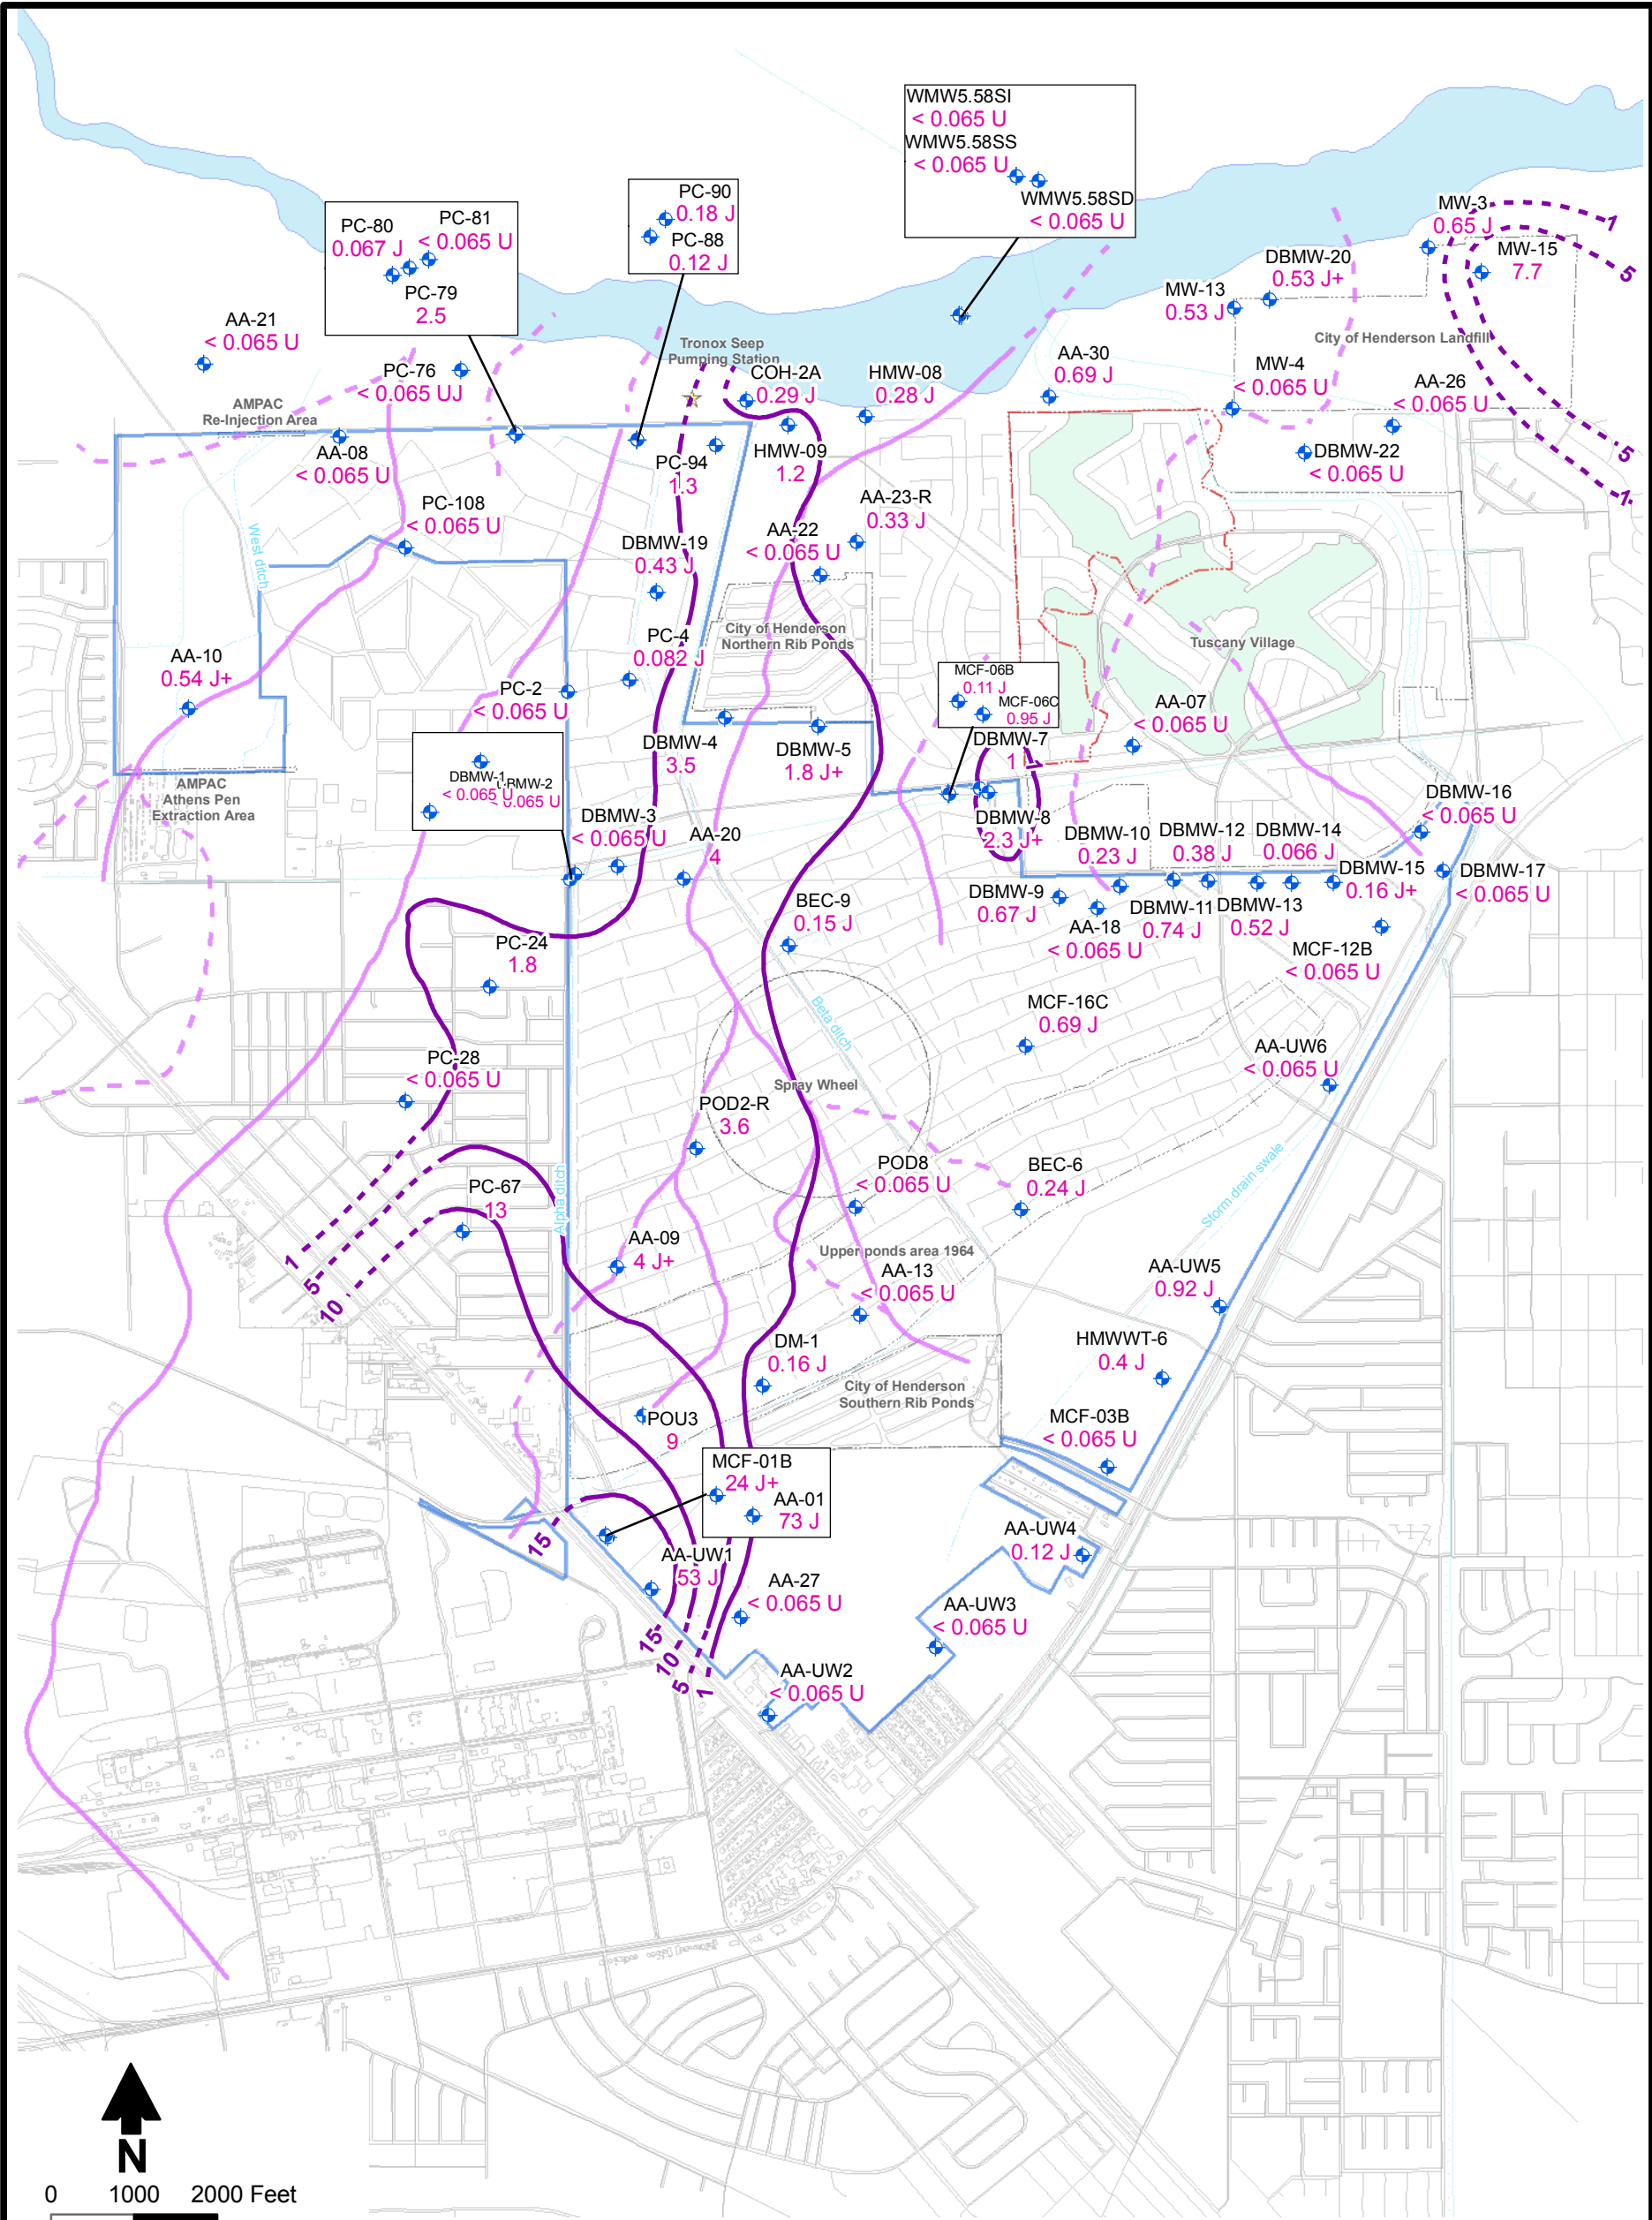 WMW5.58SI
< 0.065 U
WMW5.58SS
< 0.065 U
WMW5.58SD
< 0.065 U
PC-90
0.18 J
PC-88
0.12 J
PC-80
0.067 J
PC-81
< 0.065 U
PC-79
2.5
MW-3
0.65 J
1
MW-15
7.7
5
DBMW-20
0.53 J+
MW-13
0.53 J
City of Henderson Landfill
AA-21
< 0.065 U
PC-76
< 0.065 UJ
Tronox Seep
Pumping Station
COH-2A
0.29 J
HMW-08
0.28 J
AA-30
0.69 J
MW-4
< 0.065 U
AA-26
< 0.065 U
AMPAC
Re-Injection Area
AA-08
< 0.065 U
PC-94
1.3
HMW-09
1.2
DBMW-22
< 0.065 U
5
1
PC-108
< 0.065 U
AA-23-R
0.33 J
AA-22
< 0.065 U
West ditch
DBMW-19
0.43 J
City of Henderson
Northern Rib Ponds
Tuscany Village
PC-4
0.082 J
AA-10
0.54 J+
PC-2
< 0.065 U
MCF-06B
0.11 J
MCF-06C
0.95 J
AA-07
< 0.065 U
DBMW-4
3.5
DBMW-5
1.8 J+
DBMW-7
1
1
DBMW-1
< 0.065 U
RMW-2
0.065 U
AMPAC
Athens Pen
Extraction Area
DBMW-3
< 0.065 U
AA-20
4
DBMW-8
2.3 J+
DBMW-10
0.23 J
DBMW-12
0.38 J
DBMW-14
0.066 J
DBMW-16
< 0.065 U
DBMW-15
0.16 J+
DBMW-17
< 0.065 U
DBMW-9
0.67 J
AA-18
< 0.065 U
DBMW-11
0.74 J
DBMW-13
0.52 J
MCF-12B
< 0.065 U
BEC-9
0.15 J
PC-24
1.8
Beta ditch
MCF-16C
0.69 J
PC-28
< 0.065 U
Spray Wheel
AA-UW6
< 0.065 U
POD2-R
3.6
POD8
< 0.065 U
BEC-6
0.24 J
Storm drain swale
PC-67
13
Alpha ditch
AA-09
4 J+
Upper ponds area 1964
AA-13
< 0.065 U
AA-UW5
0.92 J
1
5
10
DM-1
0.16 J
HMWWT-6
0.4 J
City of Henderson
Southern Rib Ponds
POU3
9
MCF-03B
< 0.065 U
MCF-01B
24 J+
AA-01
73 J
15
AA-UW1
53 J
AA-UW4
0.12 J
AA-27
< 0.065 U
AA-UW3
< 0.065 U
15
10
5
1
AA-UW2
< 0.065 U
N
0 1000 2000 Feet